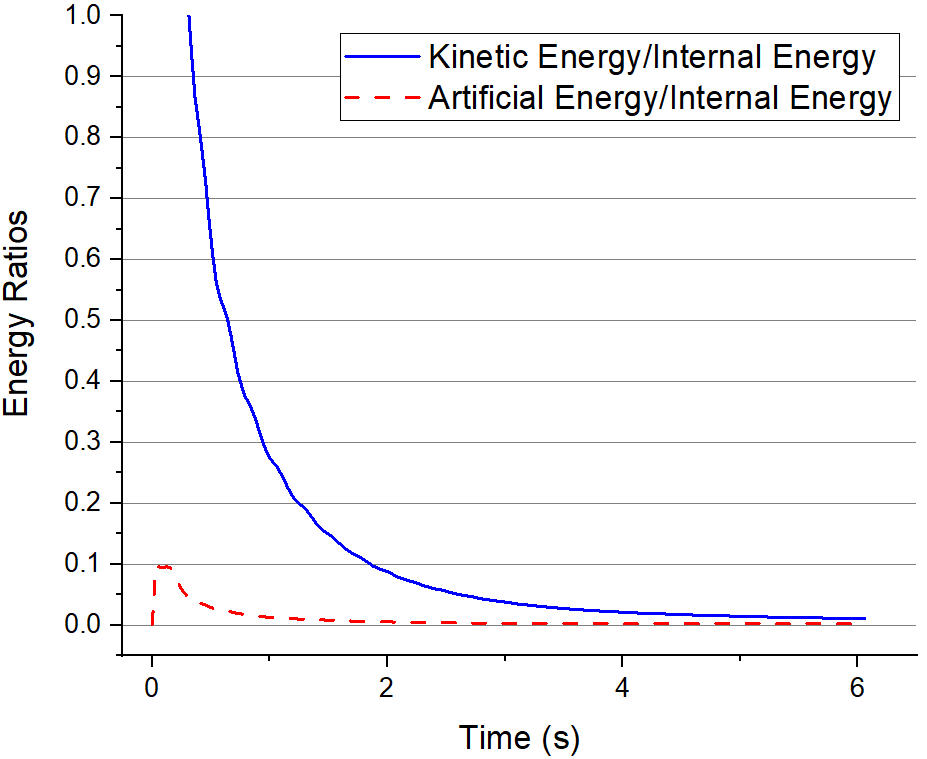 Kinetic Energy/Internal Energy
Artificial Energy/Internal Energy
Energy Ratios
1.0
0.9
0.8
0.7
0.6
0.5
0.4
0.3
0.2
0.1
0.0
0 2 4 6
Time (s)